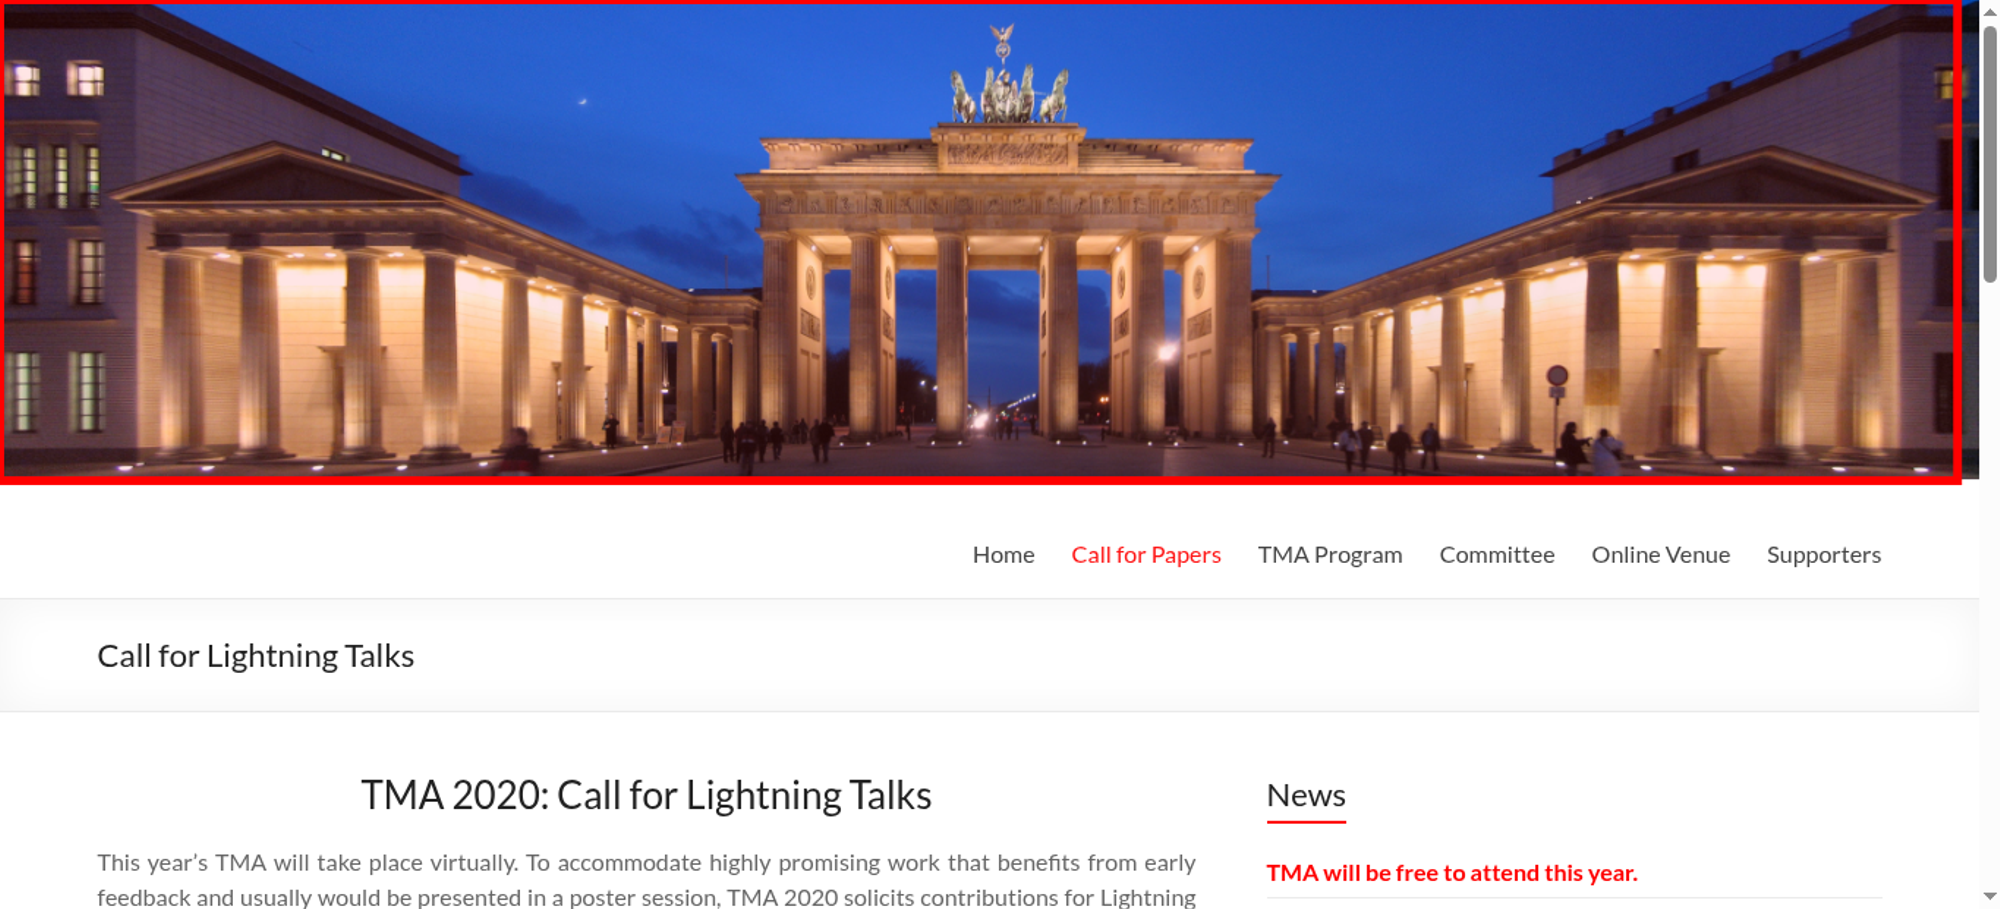 Home Call for Papers TMA Program Committee Online Venue Supporters
Call for Lightning Talks
TMA 2020: Call for Lightning Talks
This year’s TMA will take place virtually. To accommodate highly promising work that benefits from early
feedback and usually would be presented in a poster session, TMA 2020 solicits contributions for Lightning
News
TMA will be free to attend this year.